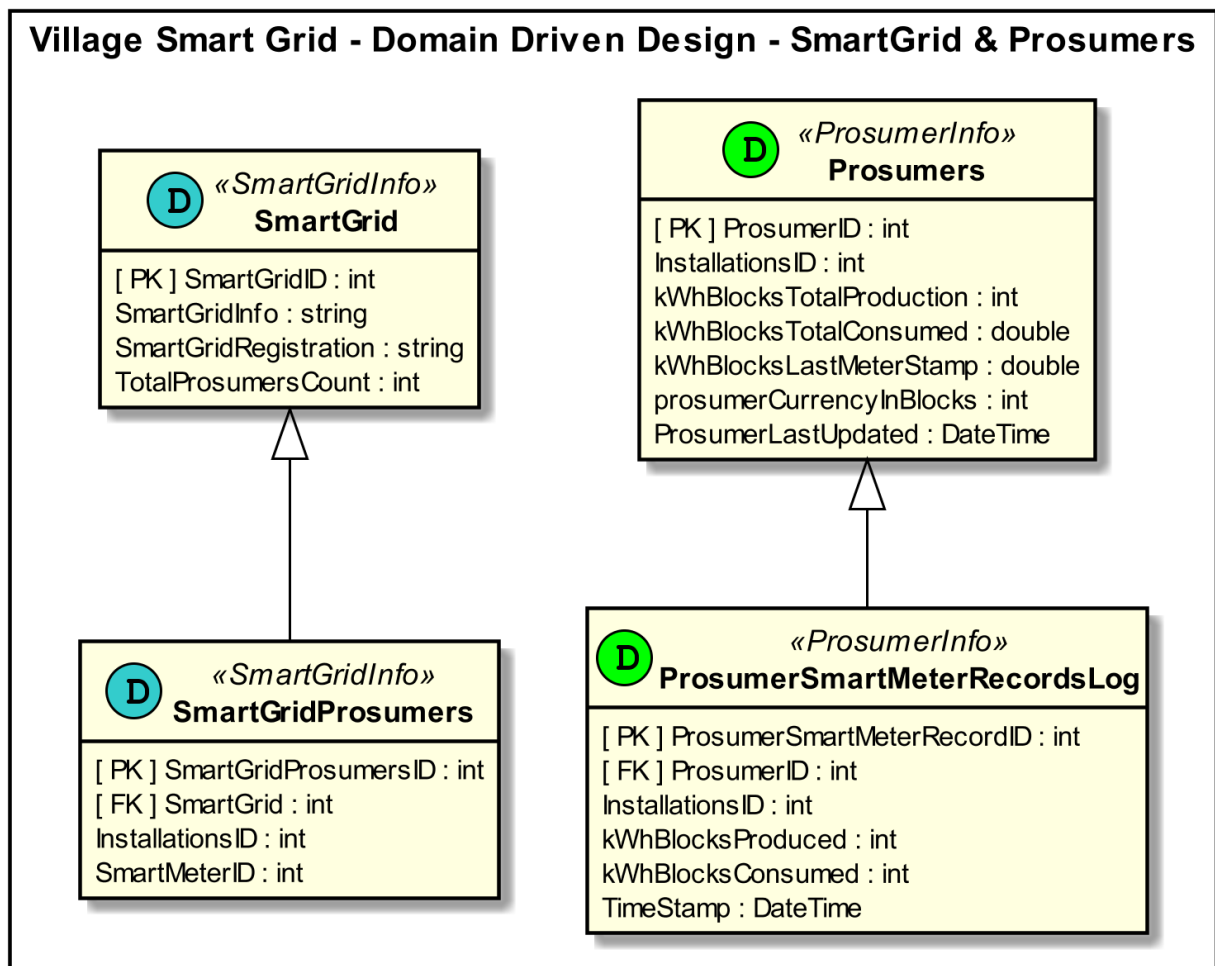 Village Smart Grid - Domain Driven Design - SmartGrid & Prosumers
D
«SmartGridInfo»
SmartGrid
[ PK ] SmartGridID : int
SmartGridInfo : string
SmartGridRegistration : string
TotalProsumersCount : int
D
«ProsumerInfo»
Prosumers
[ PK ] ProsumerID : int
InstallationsID : int
kWhBlocksTotalProduction : int
kWhBlocksTotalConsumed : double
kWhBlocksLastMeterStamp : double
prosumerCurrencyInBlocks : int
ProsumerLastUpdated : DateTime
D
«SmartGridInfo»
SmartGridProsumers
[ PK ] SmartGridProsumersID : int
[ FK ] SmartGrid : int
InstallationsID : int
SmartMeterID : int
D
«ProsumerInfo»
ProsumerSmartMeterRecordsLog
[ PK ] ProsumerSmartMeterRecordID : int
[ FK ] ProsumerID : int
InstallationsID : int
kWhBlocksProduced : int
kWhBlocksConsumed : int
TimeStamp : DateTime